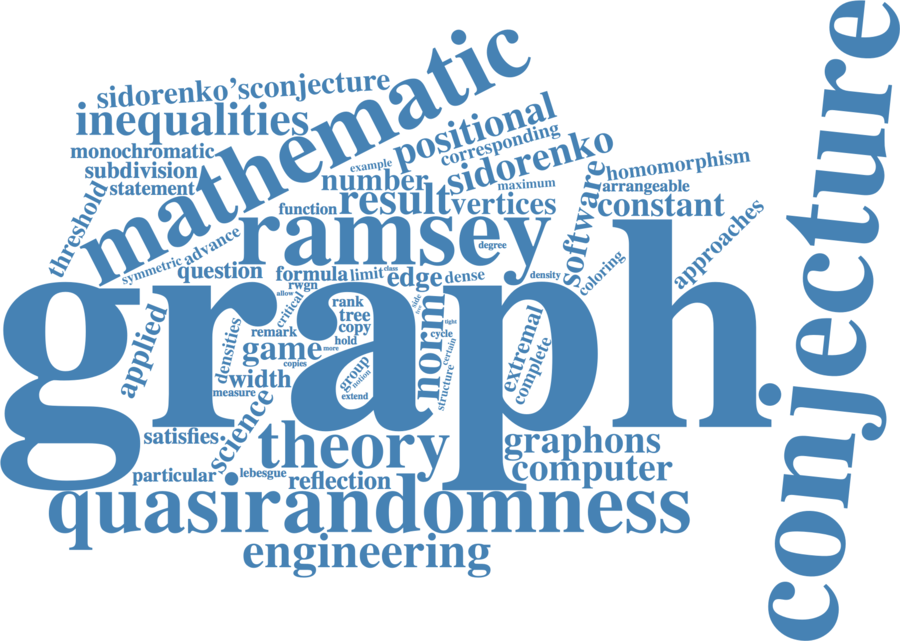 conjecture
mathematic
sidorenko'sconjecture
inequalities
positional
corresponding
monochromatic
example
sidorenko
subdivision
number
maximum
homomorphism
statement
arrangeable
threshold
function
result
vertices
software
constant
ramsey
degree
approaches
symmetric
advance
question
formula
limit
class
edge
dense
density
coloring
rwgn
graph
allow
critical
rank
side
applied
tree
norm
tight
extremal
densities
remark
copy
cycle
hold
game
more
certain
complete
copies
group
width
notion
structure
measure
extend
science
satisfies
theory
graphons
particular
lebesgue
reflection
computer
quasirandomness
engineering